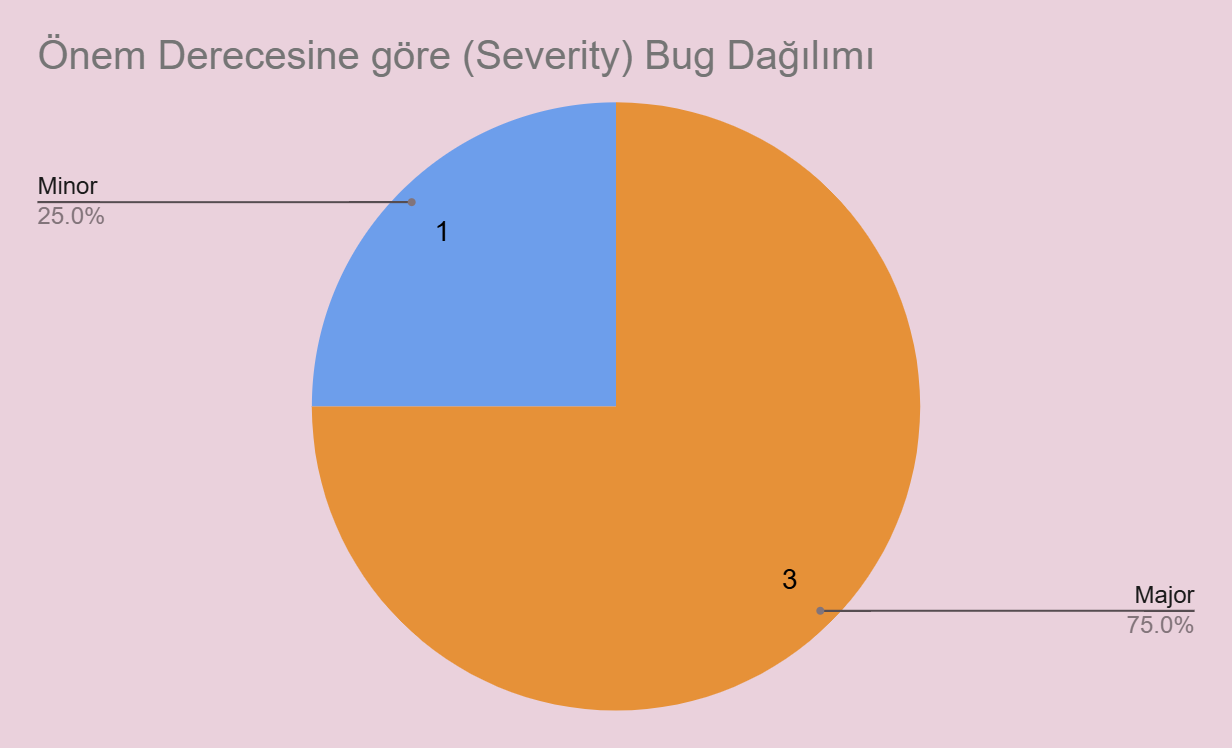 Önem Derecesine göre (Severity) Bug Dağılımı
Minor
25.0%
1
3
Major
75.0%